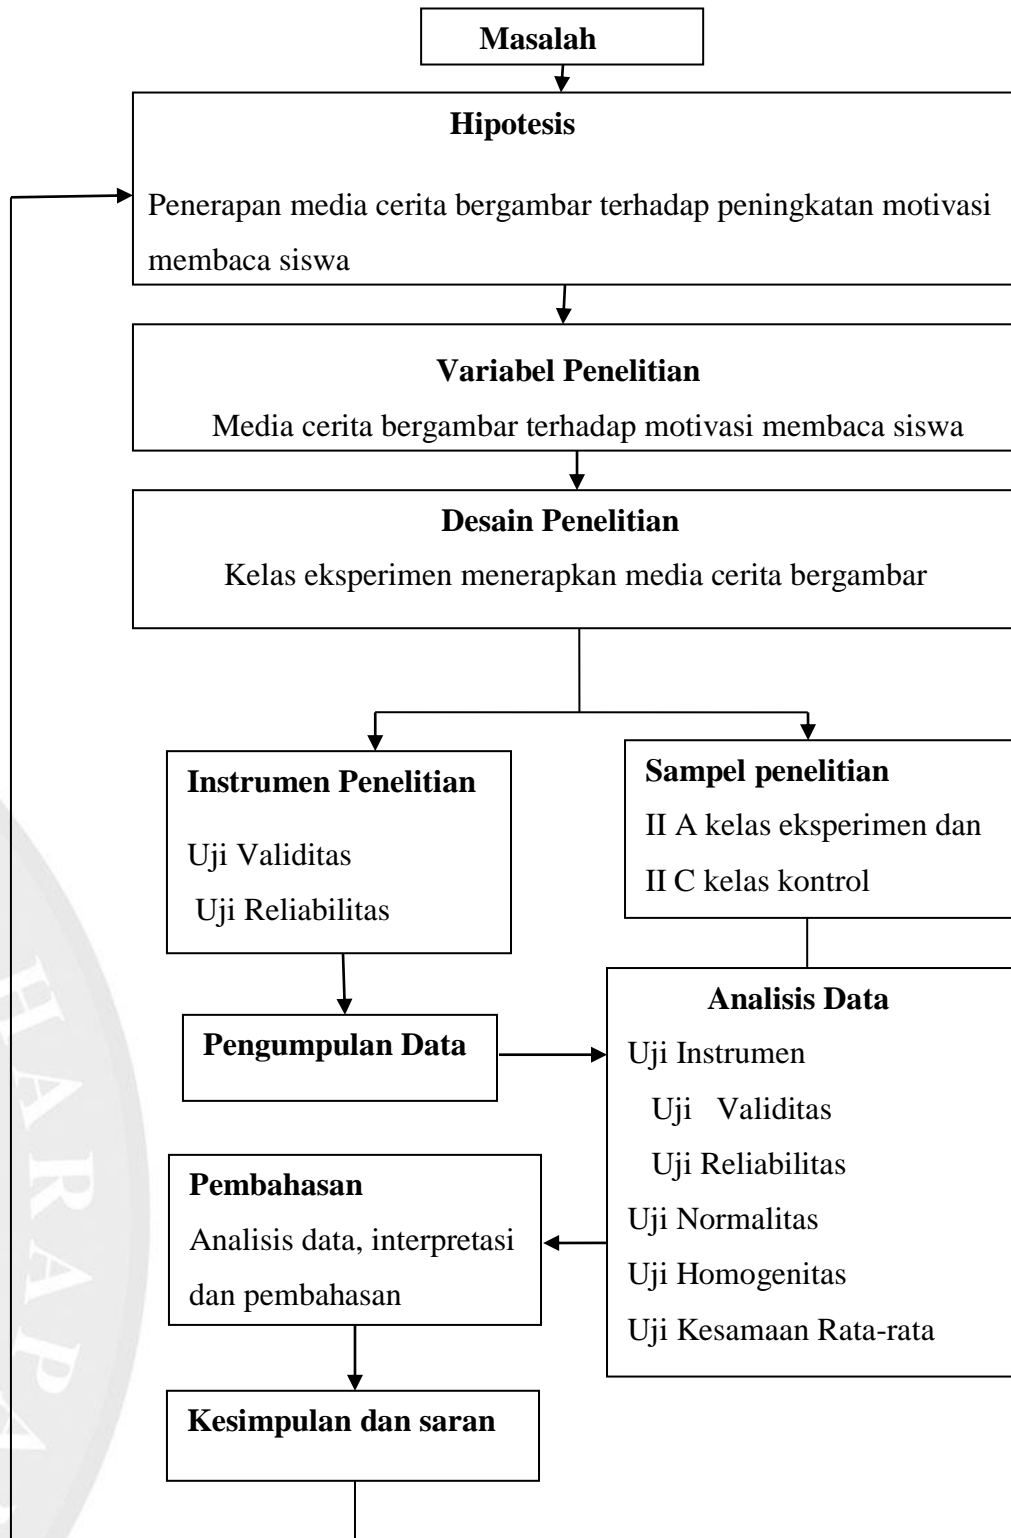 Masalah
Hipotesis
Penerapan media cerita bergambar terhadap peningkatan motivasi
membaca siswa
Variabel Penelitian
Media cerita bergambar terhadap motivasi membaca siswa
Desain Penelitian
Kelas eksperimen menerapkan media cerita bergambar
Instrumen Penelitian
Uji Validitas
Uji Reliabilitas
Sampel penelitian
II A kelas eksperimen dan
II C kelas kontrol
Pengumpulan Data
Analisis Data
Uji Instrumen
Uji Validitas
Uji Reliabilitas
Uji Normalitas
Uji Homogenitas
Uji Kesamaan Rata-rata
Pembahasan
Analisis data, interpretasi
dan pembahasan
Kesimpulan dan saran
HARAPA